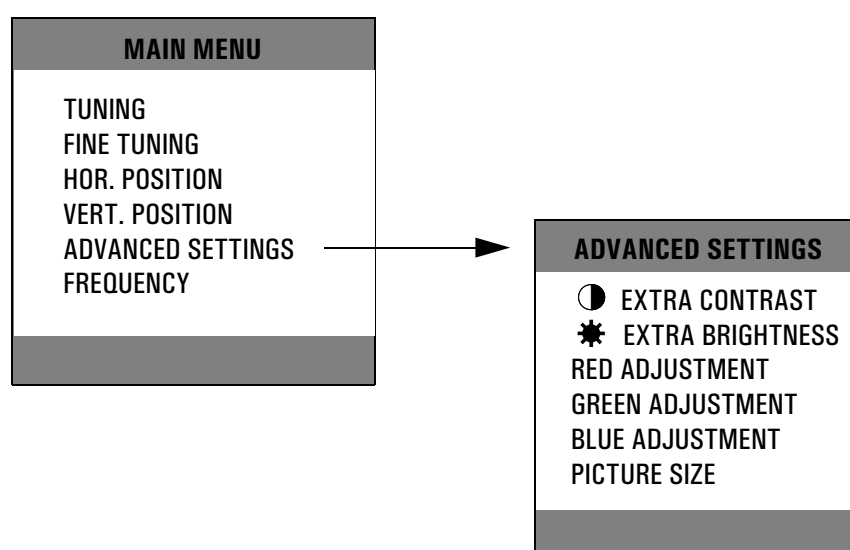 MAIN MENU
TUNING
FINE TUNING
HOR. POSITION
VERT. POSITION
ADVANCED SETTINGS
FREQUENCY
ADVANCED SETTINGS
EXTRA CONTRAST
EXTRA BRIGHTNESS
RED ADJUSTMENT
GREEN ADJUSTMENT
BLUE ADJUSTMENT
PICTURE SIZE